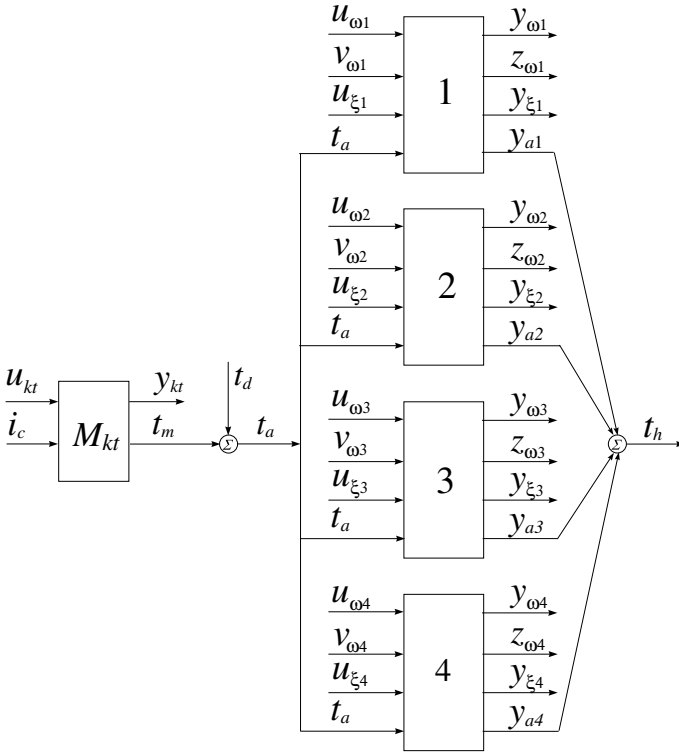 u_ω1 y_ω1
v_ω1 1 z_ω1
u_ξ1 y_ξ1
t_a y_a1
u_ω2 y_ω2
v_ω2 2 z_ω2
u_ξ2 y_ξ2
t_a y_a2
u_kt y_kt t_d
i_c M_kt t_m Σ t_a
u_ω3 y_ω3
v_ω3 3 z_ω3
u_ξ3 y_ξ3
t_a y_a3
Σ t_h
u_ω4 y_ω4
v_ω4 4 z_ω4
u_ξ4 y_ξ4
t_a y_a4